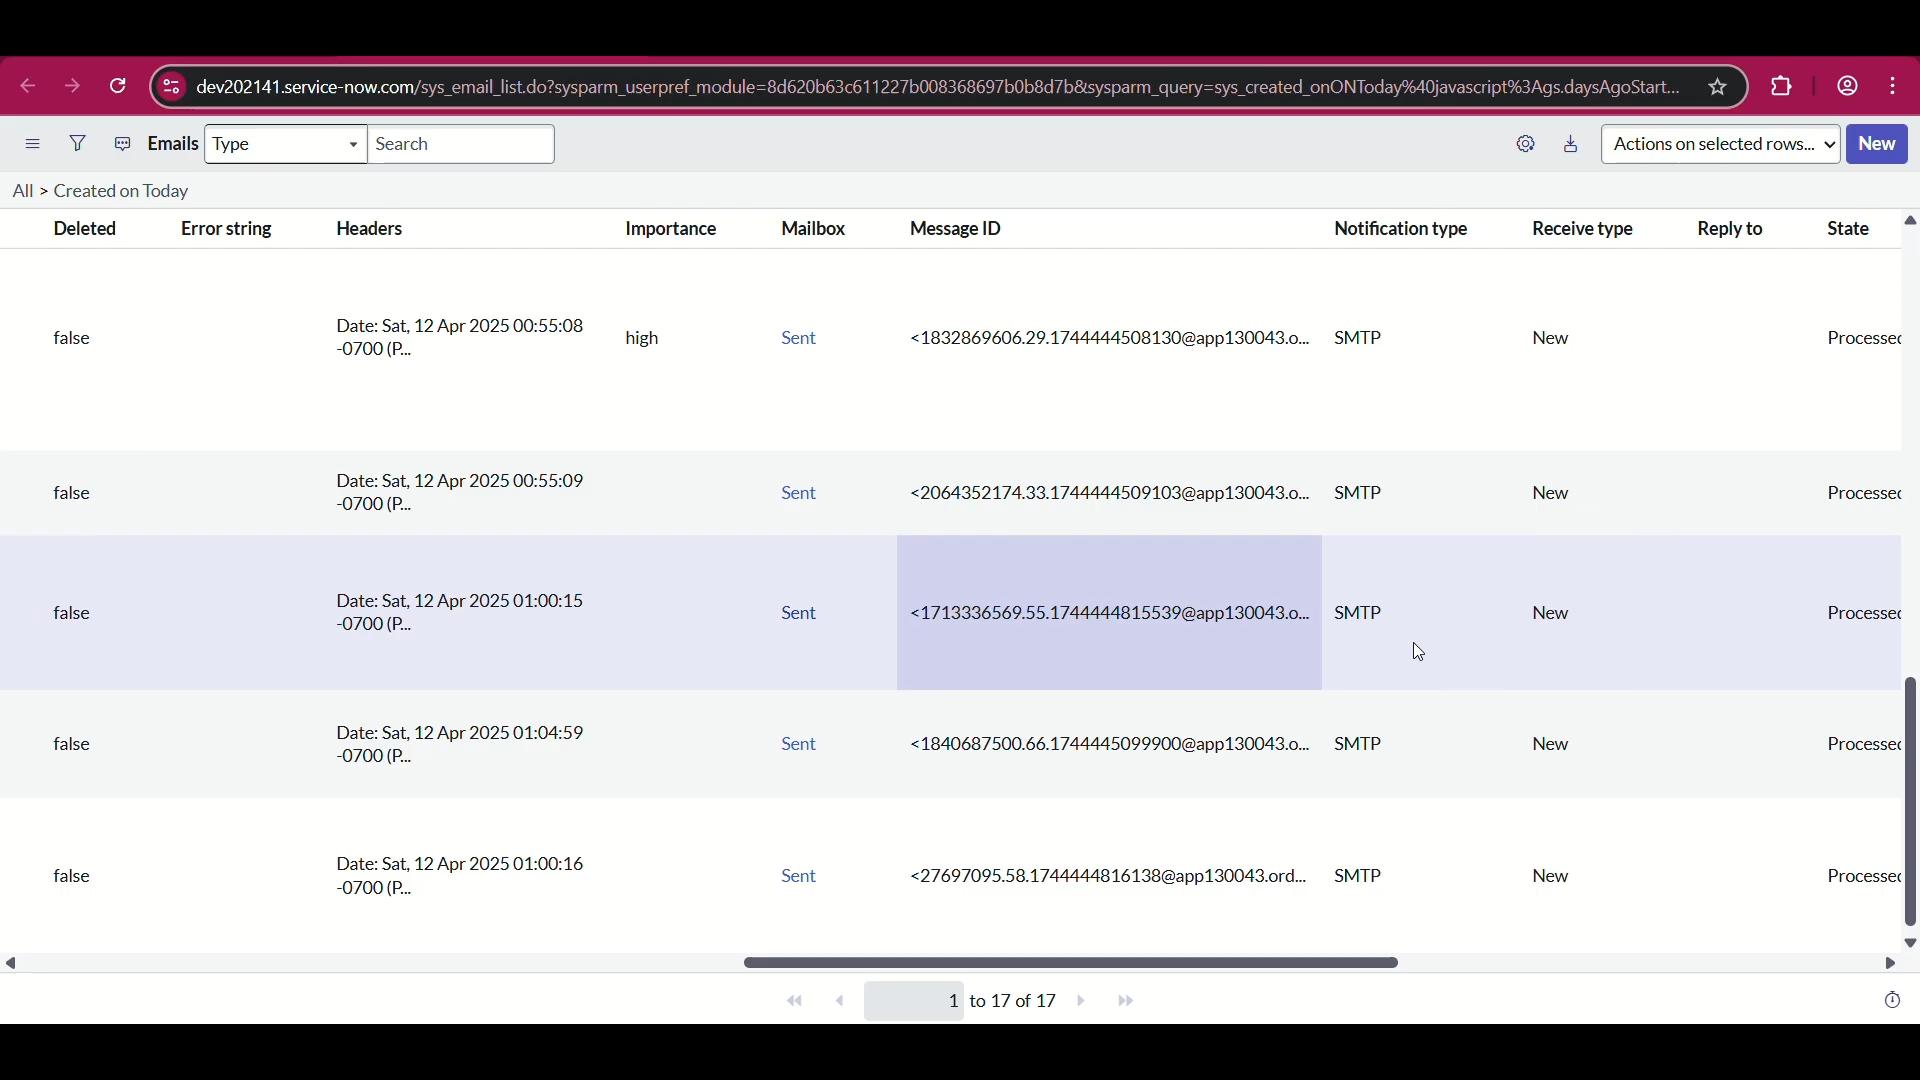 dev202141.service-now.com/sys_email_list.do?sysparm_userpref_module=8d620b63c611227b008368697b0b8d7b&sysparm_query=sys_created_onONToday%40javascript%3Ags.daysAgoStart...
Emails Type Search Actions on selected rows... New
All > Created on Today
Deleted Error string Headers Importance Mailbox Message ID Notification type Receive type Reply to State
false Date: Sat, 12 Apr 2025 00:55:08 high Sent <1832869606.29.1744444508130@app130043.o... SMTP New Processed
-0700 (P...
false Date: Sat, 12 Apr 2025 00:55:09 Sent <2064352174.33.1744444509103@app130043.o... SMTP New Processed
-0700 (P...
false Date: Sat, 12 Apr 2025 01:00:15 Sent <1713336569.55.1744444815539@app130043.o... SMTP New Processed
-0700 (P...
false Date: Sat, 12 Apr 2025 01:04:59 Sent <1840687500.66.1744445099900@app130043.o... SMTP New Processed
-0700 (P...
false Date: Sat, 12 Apr 2025 01:00:16 Sent <27697095.58.1744444816138@app130043.ord... SMTP New Processed
-0700 (P...
1 to 17 of 17